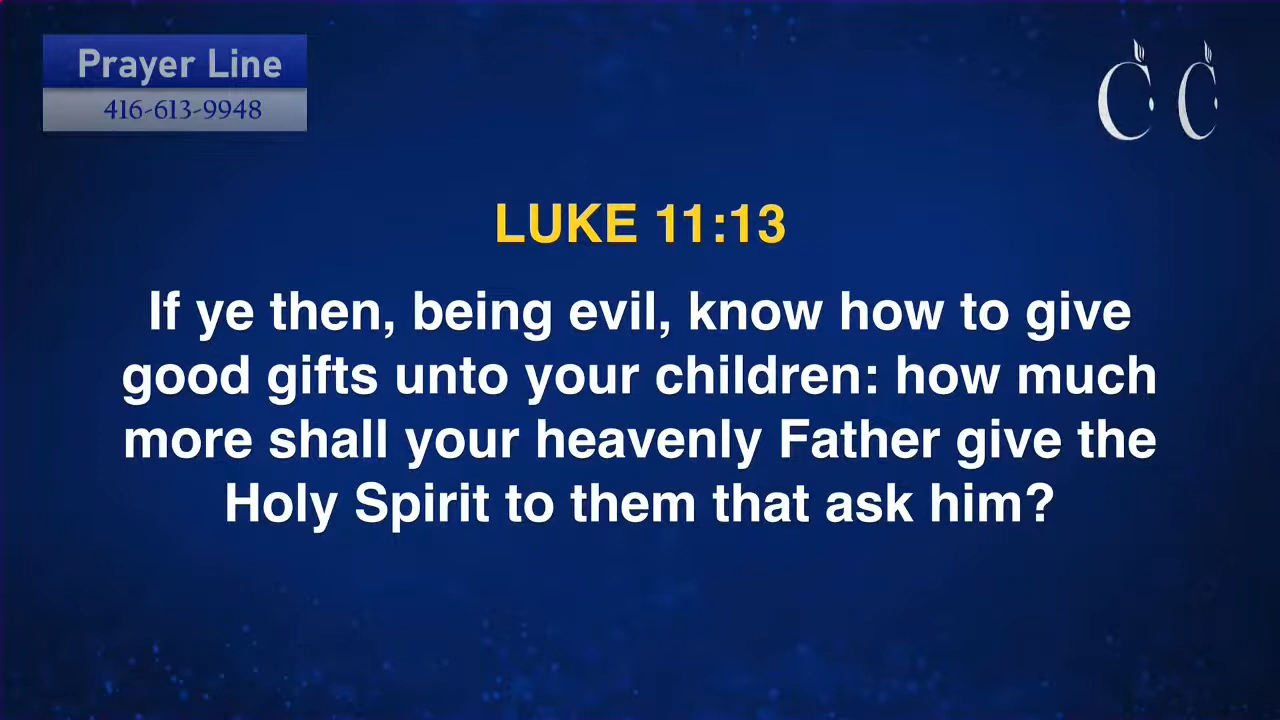 Prayer Line
416-613-9948
C C
LUKE 11:13
If ye then, being evil, know how to give
good gifts unto your children: how much
more shall your heavenly Father give the
Holy Spirit to them that ask him?